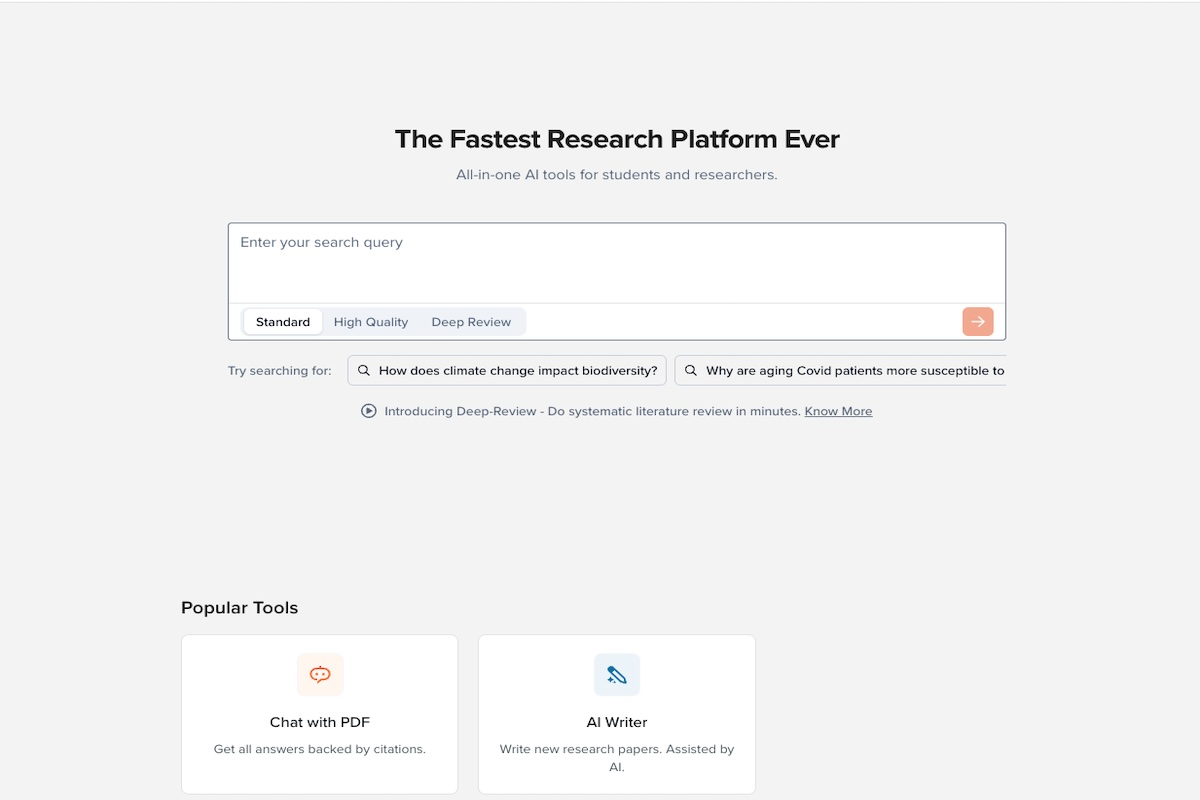 The Fastest Research Platform Ever
All-in-one AI tools for students and researchers.
Enter your search query
Standard High Quality Deep Review
Try searching for: How does climate change impact biodiversity? Why are aging Covid patients more susceptible to
Introducing Deep-Review - Do systematic literature review in minutes. Know More
Popular Tools
Chat with PDF
Get all answers backed by citations.
AI Writer
Write new research papers. Assisted by
AI.